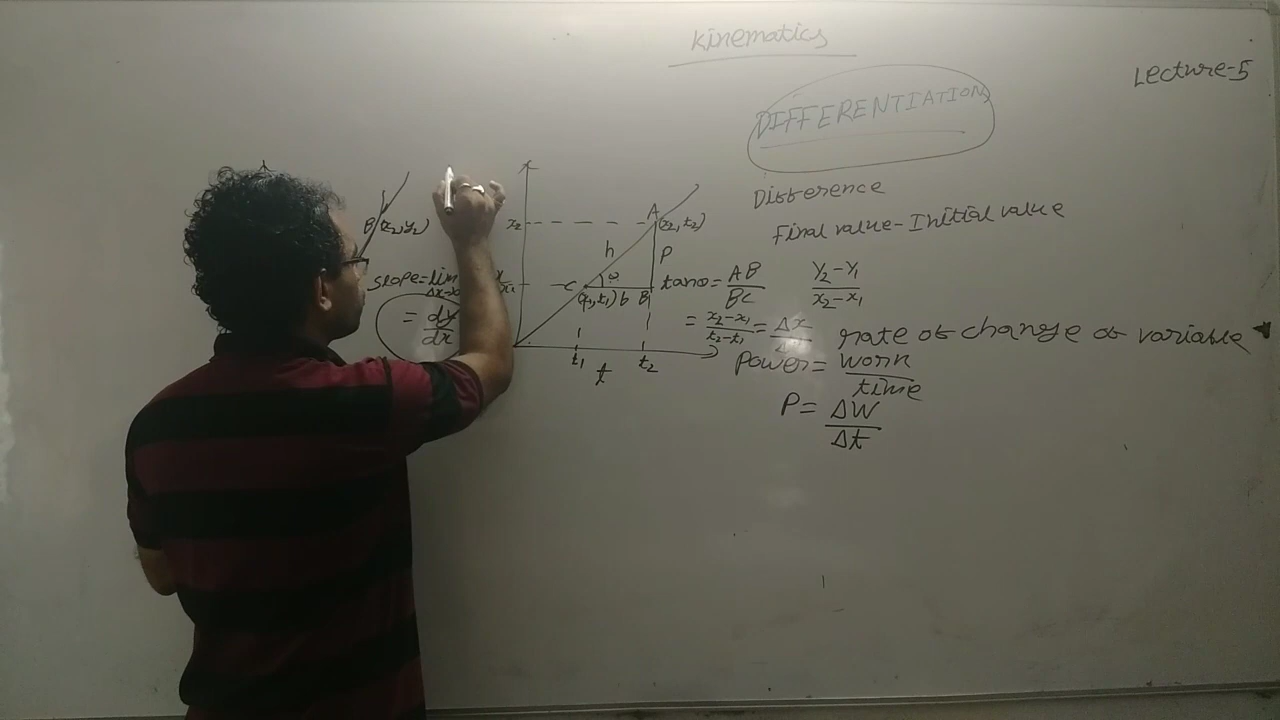 Kinematics
Lecture-5
DIFFERENTIATION
Difference
Final value - Initial value
B (x2, y2)
x2
A (x2, t2)
h
P
θ
C
(x1, t1) b B
x1
t1
t2
t
slope = lim
Δx→
= dy/dx
tanθ = AB/BC
= x2-x1/t2-t1 = Δx
Y2-Y1/x2-x1
rate of change of variable
Power = work/time
P = ΔW/Δt